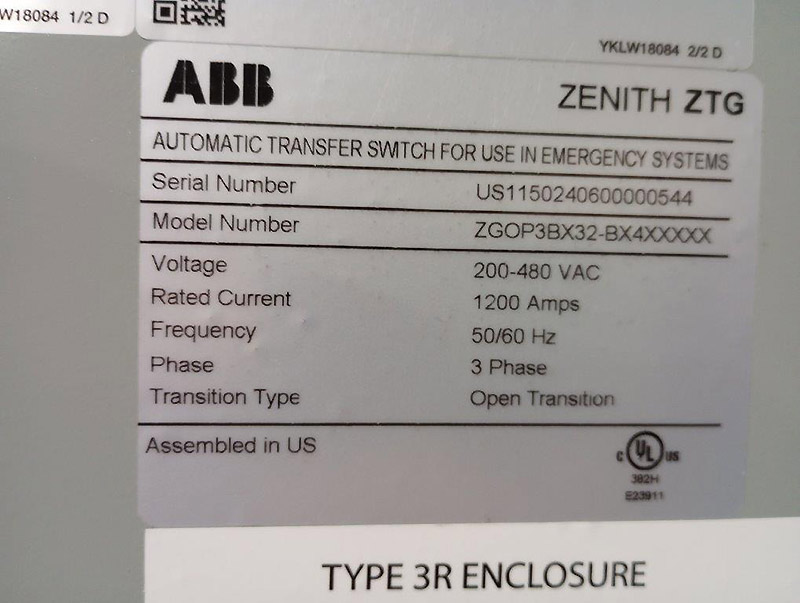 W18084 1/2 D
YKLW18084 2/2 D
ABB ZENITH ZTG
AUTOMATIC TRANSFER SWITCH FOR USE IN EMERGENCY SYSTEMS
Serial Number US1150240600000544
Model Number ZGOP3BX32-BX4XXXXX
Voltage 200-480 VAC
Rated Current 1200 Amps
Frequency 50/60 Hz
Phase 3 Phase
Transition Type Open Transition
Assembled in US
C UL US
382H
E23911
TYPE 3R ENCLOSURE